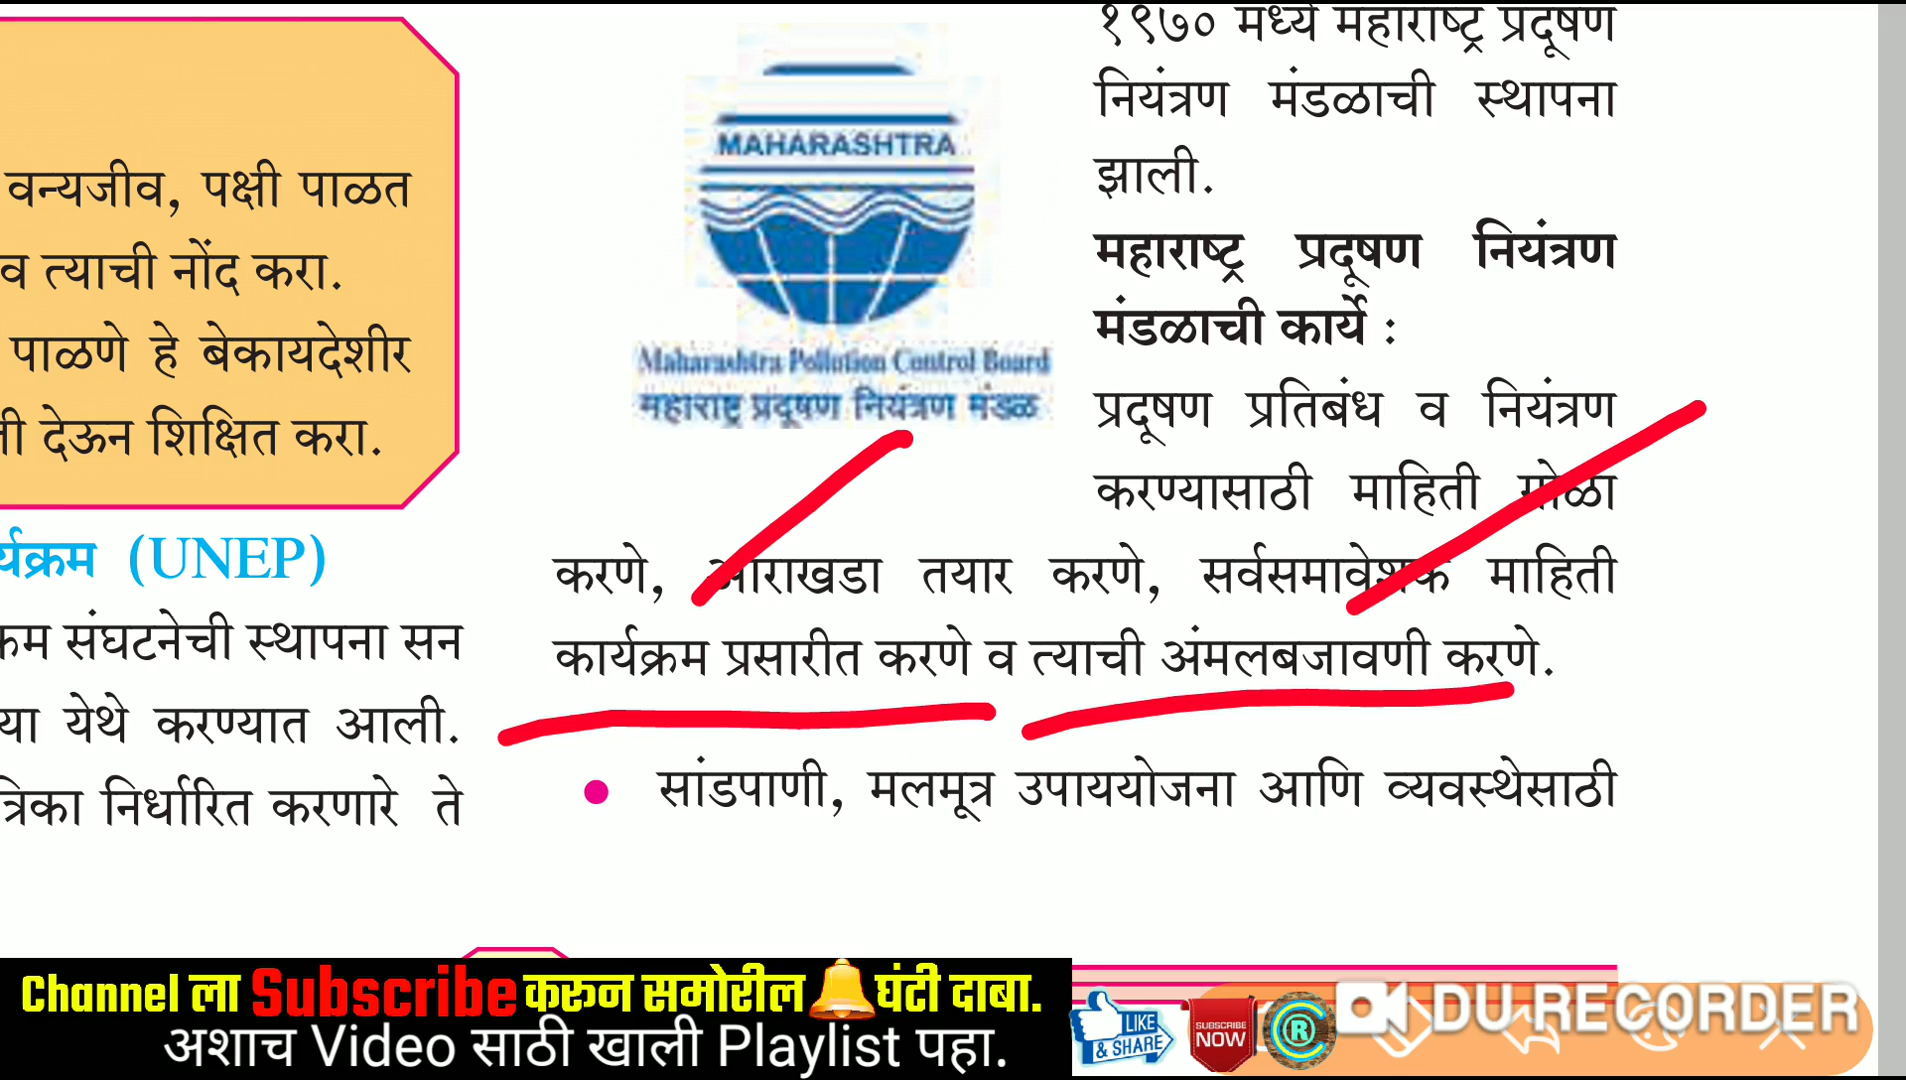 वन्यजीव, पक्षी पाळत
व त्याची नोंद करा.
पाळणे हे बेकायदेशीर
देऊन शिक्षित करा.
र्यक्रम (UNEP)
क्रम संघटनेची स्थापना सन
या येथे करण्यात आली.
त्रिका निर्धारित करणारे ते
MAHARASHTRA
Maharashtra Pollution Control Board
महाराष्ट्र प्रदूषण नियंत्रण मंडळ
१९७० मध्ये महाराष्ट्र प्रदूषण
नियंत्रण मंडळाची स्थापना
झाली.
महाराष्ट्र प्रदूषण नियंत्रण
मंडळाची कार्ये :
प्रदूषण प्रतिबंध व नियंत्रण
करण्यासाठी माहिती गोळा
करणे, आराखडा तयार करणे, सर्वसमावेशक माहिती
कार्यक्रम प्रसारीत करणे व त्याची अंमलबजावणी करणे.
• सांडपाणी, मलमूत्र उपाययोजना आणि व्यवस्थेसाठी
Channel ला Subscribe करून समोरील घंटी दाबा.
अशाच Video साठी खाली Playlist पहा.
LIKE
& SHARE
SUBSCRIBE
NOW
R
DU RECORDER